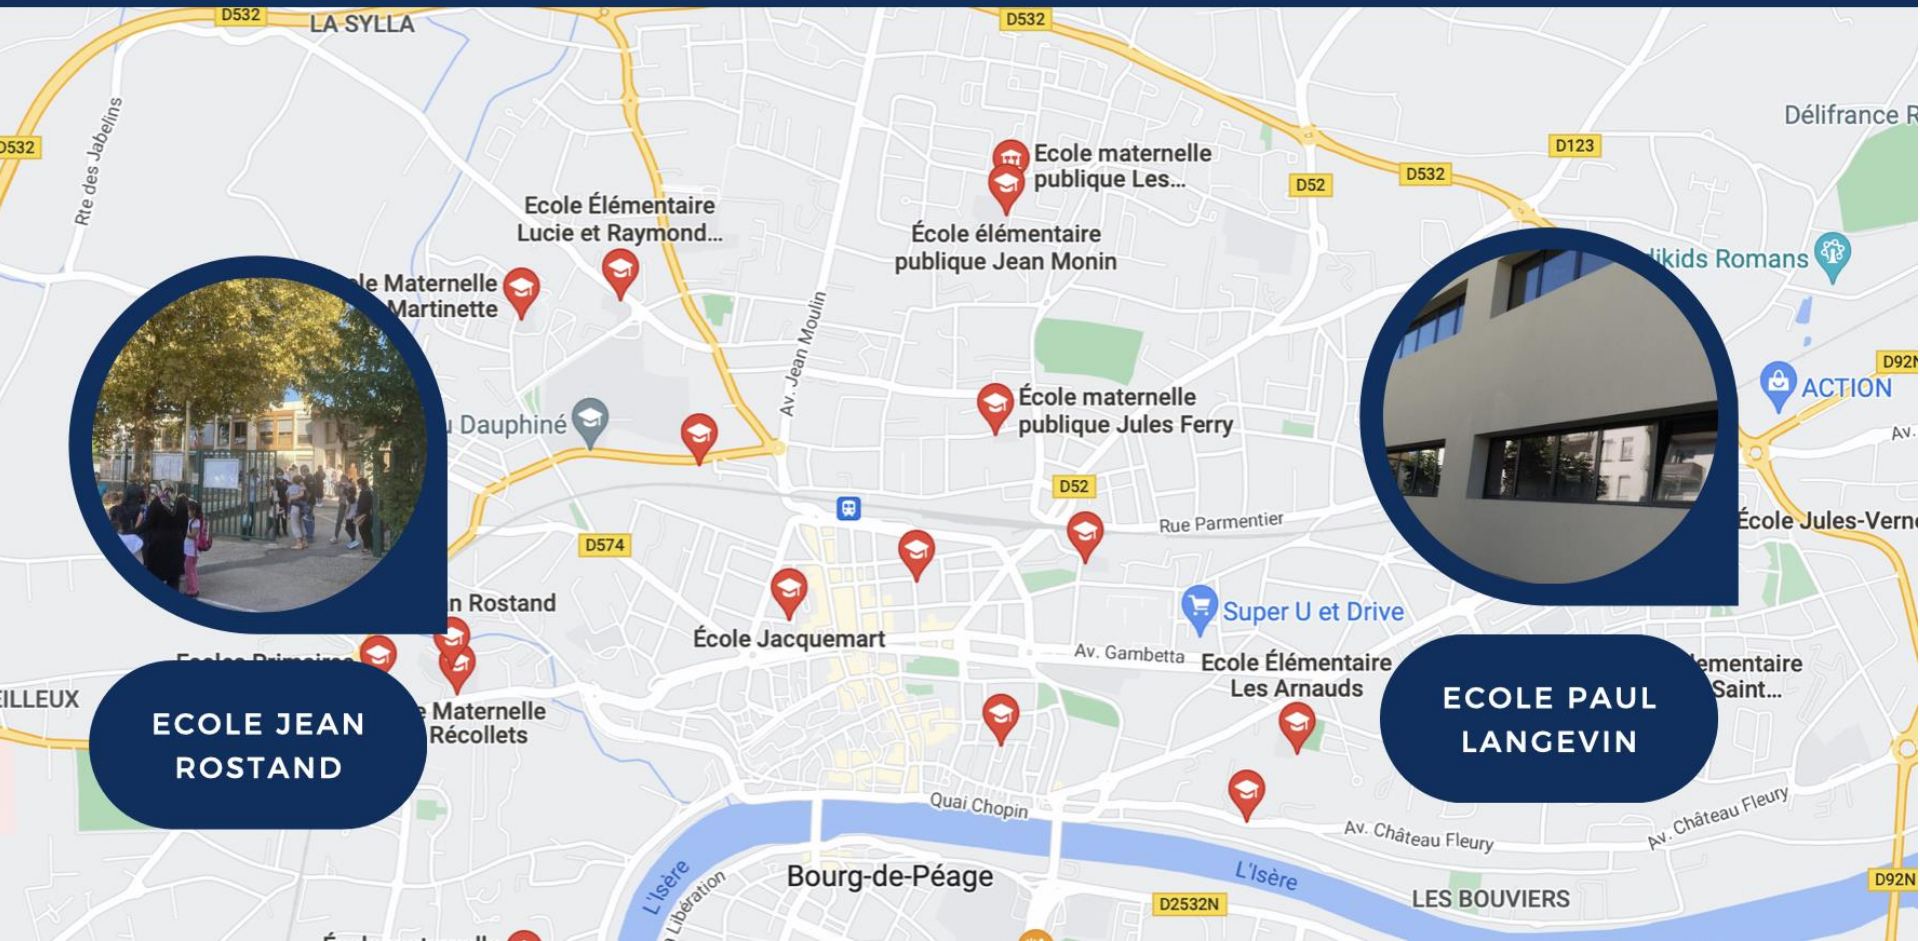 D532
LA SYLLA
D532
Rte des Jabelins
D532
Délifrance
D123
Ecole maternelle
publique Les...
D532
D52
Ecole Élémentaire
Lucie et Raymond...
École élémentaire
publique Jean Monin
Romans
Maternelle
Martinette
Av. Jean Moulin
D92N
ACTION
École maternelle
publique Jules Ferry
Dauphiné
Av.
D52
Rue Parmentier
École Jules-Verne
D574
Rostand
Super U et Drive
École Jacquemart
Av. Gambetta
Ecole Élémentaire
Les Arnauds
Saint...
Maternelle
Récollets
ECOLE JEAN
ROSTAND
ECOLE PAUL
LANGEVIN
Quai Chopin
Av. Château Fleury
Av. Château Fleury
Bourg-de-Péage
L'Isère
L'Isère
Libération
D2532N
LES BOUVIERS
D92N